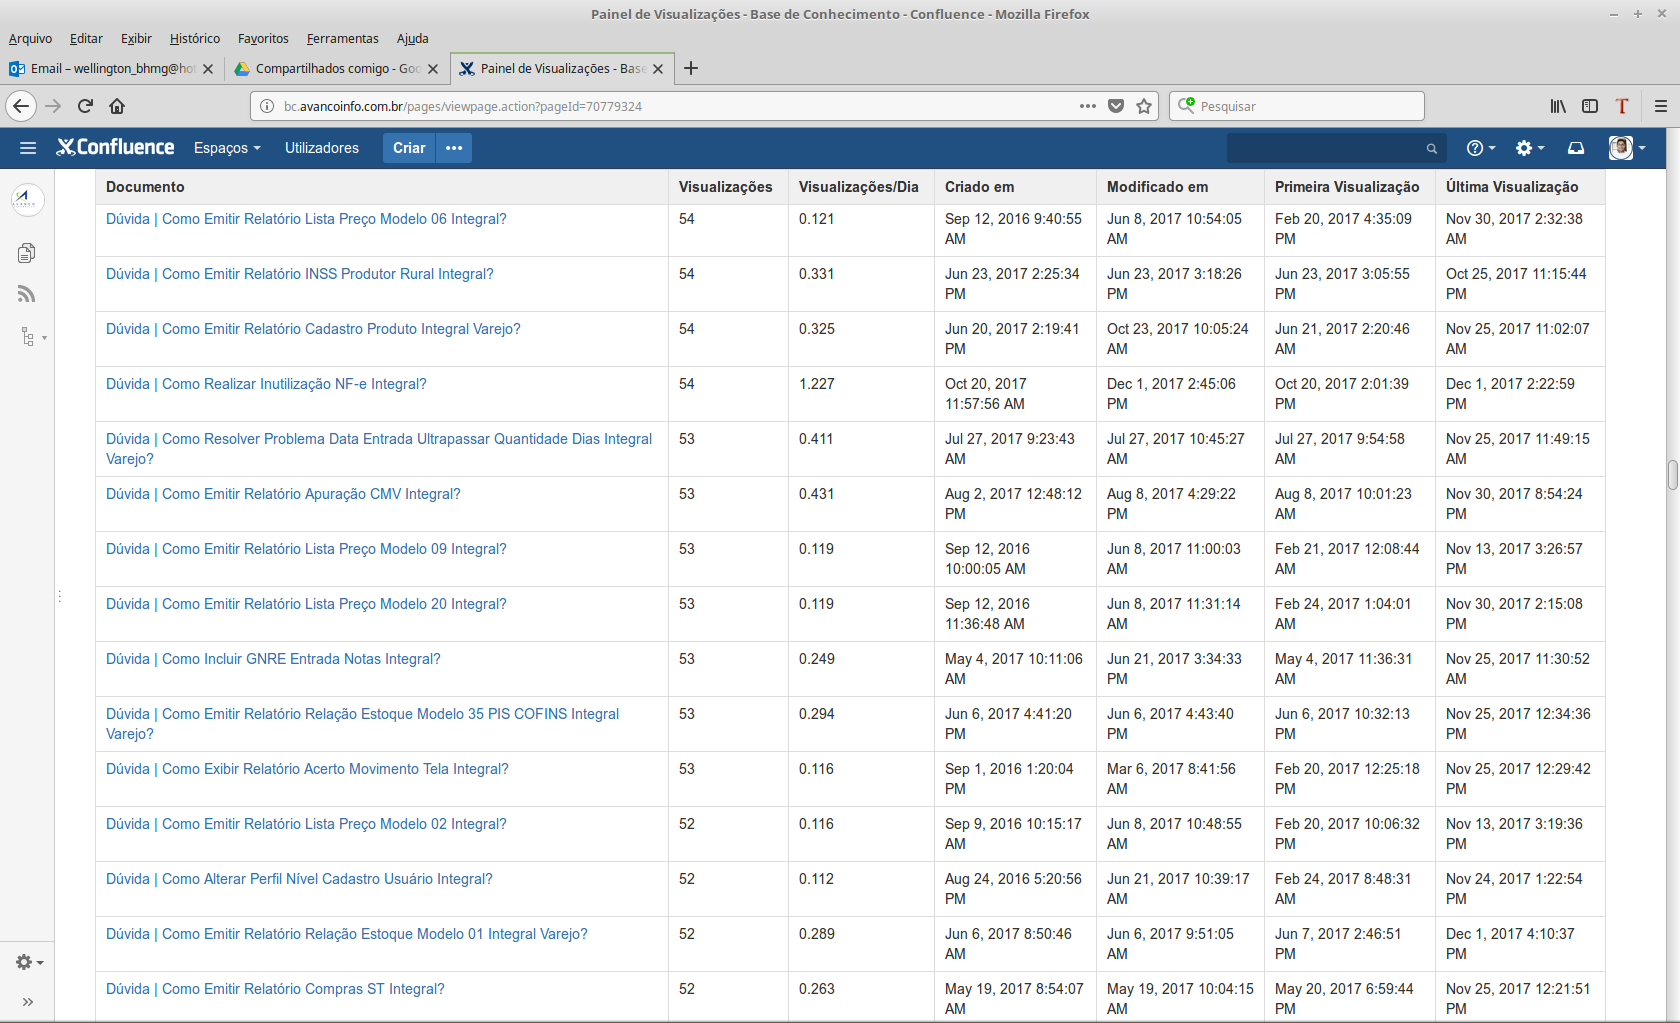 Painel de Visualizações - Base de Conhecimento - Confluence - Mozilla Firefox
Arquivo Editar Exibir Histórico Favoritos Ferramentas Ajuda
Email – wellington_bhmg@ho Compartilhados comigo - Goo Painel de Visualizações - Base
bc.avancoinfo.com.br/pages/viewpage.action?pageId=70779324 Pesquisar
Confluence Espaços Utilizadores Criar
Documento Visualizações Visualizações/Dia Criado em Modificado em Primeira Visualização Última Visualização
Dúvida | Como Emitir Relatório Lista Preço Modelo 06 Integral? 54 0.121 Sep 12, 2016 9:40:55 Jun 8, 2017 10:54:05 Feb 20, 2017 4:35:09 Nov 30, 2017 2:32:38
AM AM PM AM
Dúvida | Como Emitir Relatório INSS Produtor Rural Integral? 54 0.331 Jun 23, 2017 2:25:34 Jun 23, 2017 3:18:26 Jun 23, 2017 3:05:55 Oct 25, 2017 11:15:44
PM PM PM PM
Dúvida | Como Emitir Relatório Cadastro Produto Integral Varejo? 54 0.325 Jun 20, 2017 2:19:41 Oct 23, 2017 10:05:24 Jun 21, 2017 2:20:46 Nov 25, 2017 11:02:07
PM AM AM AM
Dúvida | Como Realizar Inutilização NF-e Integral? 54 1.227 Oct 20, 2017 Dec 1, 2017 2:45:06 Oct 20, 2017 2:01:39 Dec 1, 2017 2:22:59
11:57:56 AM PM PM PM
Dúvida | Como Resolver Problema Data Entrada Ultrapassar Quantidade Dias Integral 53 0.411 Jul 27, 2017 9:23:43 Jul 27, 2017 10:45:27 Jul 27, 2017 9:54:58 Nov 25, 2017 11:49:15
Varejo? AM AM AM AM
Dúvida | Como Emitir Relatório Apuração CMV Integral? 53 0.431 Aug 2, 2017 12:48:12 Aug 8, 2017 4:29:22 Aug 8, 2017 10:01:23 Nov 30, 2017 8:54:24
PM PM AM PM
Dúvida | Como Emitir Relatório Lista Preço Modelo 09 Integral? 53 0.119 Sep 12, 2016 Jun 8, 2017 11:00:03 Feb 21, 2017 12:08:44 Nov 13, 2017 3:26:57
10:00:05 AM AM AM PM
Dúvida | Como Emitir Relatório Lista Preço Modelo 20 Integral? 53 0.119 Sep 12, 2016 Jun 8, 2017 11:31:14 Feb 24, 2017 1:04:01 Nov 30, 2017 2:15:08
11:36:48 AM AM AM PM
Dúvida | Como Incluir GNRE Entrada Notas Integral? 53 0.249 May 4, 2017 10:11:06 Jun 21, 2017 3:34:33 May 4, 2017 11:36:31 Nov 25, 2017 11:30:52
AM PM AM AM
Dúvida | Como Emitir Relatório Relação Estoque Modelo 35 PIS COFINS Integral 53 0.294 Jun 6, 2017 4:41:20 Jun 6, 2017 4:43:40 Jun 6, 2017 10:32:13 Nov 25, 2017 12:34:36
Varejo? PM PM PM PM
Dúvida | Como Exibir Relatório Acerto Movimento Tela Integral? 53 0.116 Sep 1, 2016 1:20:04 Mar 6, 2017 8:41:56 Feb 20, 2017 12:25:18 Nov 25, 2017 12:29:42
PM AM PM PM
Dúvida | Como Emitir Relatório Lista Preço Modelo 02 Integral? 52 0.116 Sep 9, 2016 10:15:17 Jun 8, 2017 10:48:55 Feb 20, 2017 10:06:32 Nov 13, 2017 3:19:36
AM AM PM PM
Dúvida | Como Alterar Perfil Nível Cadastro Usuário Integral? 52 0.112 Aug 24, 2016 5:20:56 Jun 21, 2017 10:39:17 Feb 24, 2017 8:48:31 Nov 24, 2017 1:22:54
PM AM AM PM
Dúvida | Como Emitir Relatório Relação Estoque Modelo 01 Integral Varejo? 52 0.289 Jun 6, 2017 8:50:46 Jun 6, 2017 9:51:05 Jun 7, 2017 2:46:51 Dec 1, 2017 4:10:37
AM AM PM PM
Dúvida | Como Emitir Relatório Compras ST Integral? 52 0.263 May 19, 2017 8:54:07 May 19, 2017 10:04:15 May 20, 2017 6:59:44 Nov 25, 2017 12:21:51
AM AM PM PM